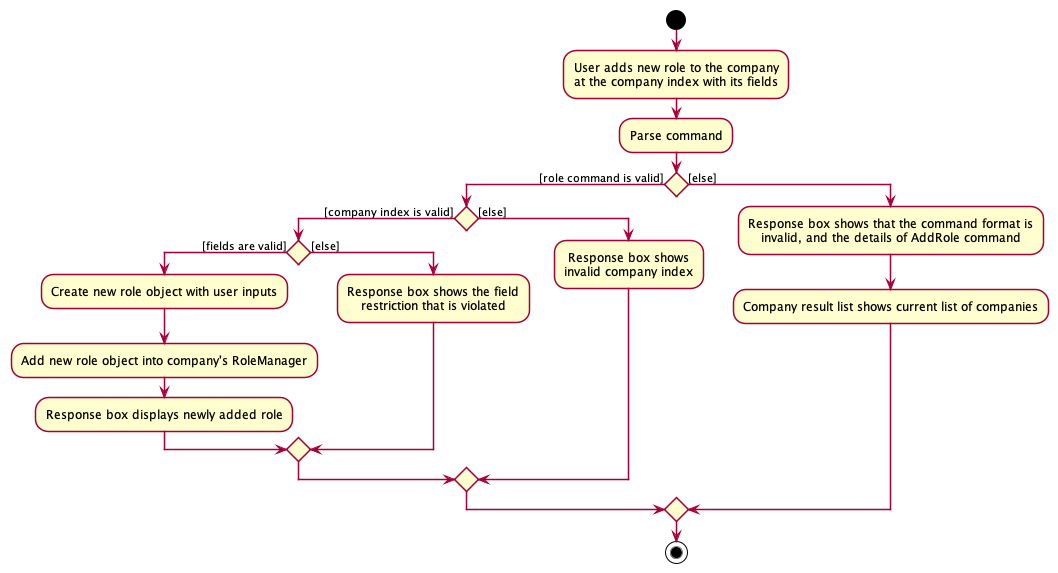 User adds new role to the company
at the company index with its fields
Parse command
[role command is valid]
[else]
[company index is valid]
[else]
Response box shows that the command format is
invalid, and the details of AddRole command
[fields are valid]
[else]
Response box shows
invalid company index
Create new role object with user inputs
Response box shows the field
restriction that is violated
Company result list shows current list of companies
Add new role object into company's RoleManager
Response box displays newly added role